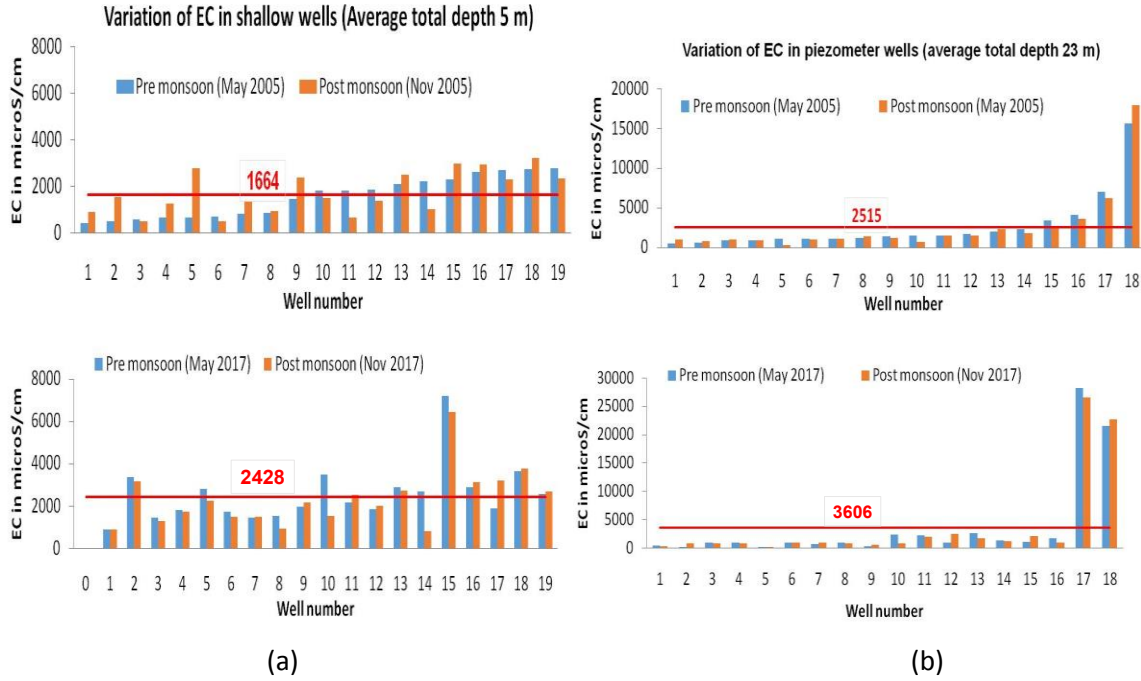 Variation of EC in shallow wells (Average total depth 5 m)
EC in microS/cm
8000
6000
4000
2000
0
Pre monsoon (May 2005)
Post monsoon (Nov 2005)
1664
1 2 3 4 5 6 7 8 9 10 11 12 13 14 15 16 17 18 19
Well number
Variation of EC in piezometer wells (average total depth 23 m)
EC in microS/cm
20000
15000
10000
5000
0
Pre monsoon (May 2005)
Post monsoon (May 2005)
2515
1 2 3 4 5 6 7 8 9 10 11 12 13 14 15 16 17 18
Well number
EC in microS/cm
8000
6000
4000
2000
0
Pre monsoon (May 2017)
Post monsoon (Nov 2017)
2428
0 1 2 3 4 5 6 7 8 9 10 11 12 13 14 15 16 17 18 19
Well number
EC in microS/cm
30000
25000
20000
15000
10000
5000
0
Pre monsoon (May 2017)
Post monsoon (Nov 2017)
3606
1 2 3 4 5 6 7 8 9 10 11 12 13 14 15 16 17 18
Well number
(a)
(b)